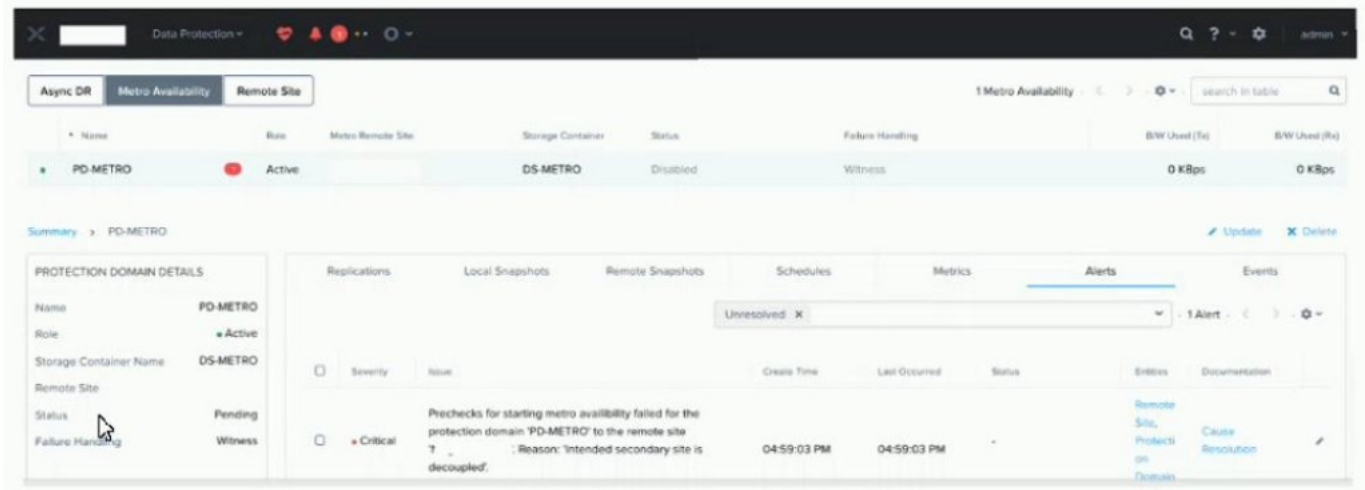 Data Protection
?
admin
Async DR Metro Availability Remote Site
1 Metro Availability
search in table
Name Role Metro Remote Site Storage Container Status Failure Handling B/W Used (Tx) B/W Used (Rx)
PD-METRO Active DS-METRO Disabled Witness 0 KBps 0 KBps
Summary > PD-METRO
Update Delete
PROTECTION DOMAIN DETAILS
Name PD-METRO
Role Active
Storage Container Name DS-METRO
Remote Site
Status Pending
Failure Handling Witness
Replications Local Snapshots Remote Snapshots Schedules Metrics Alerts Events
Unresolved X
1 Alert
Severity Issue Create Time Last Occurred Status Entities Documentation
Critical
Prechecks for starting metro availibility failed for the
protection domain 'PD-METRO' to the remote site
: Reason: 'Intended secondary site is
decoupled'.
04:59:03 PM 04:59:03 PM -
Remote
Site,
Protecti
on
Domain
Cause
Resolution